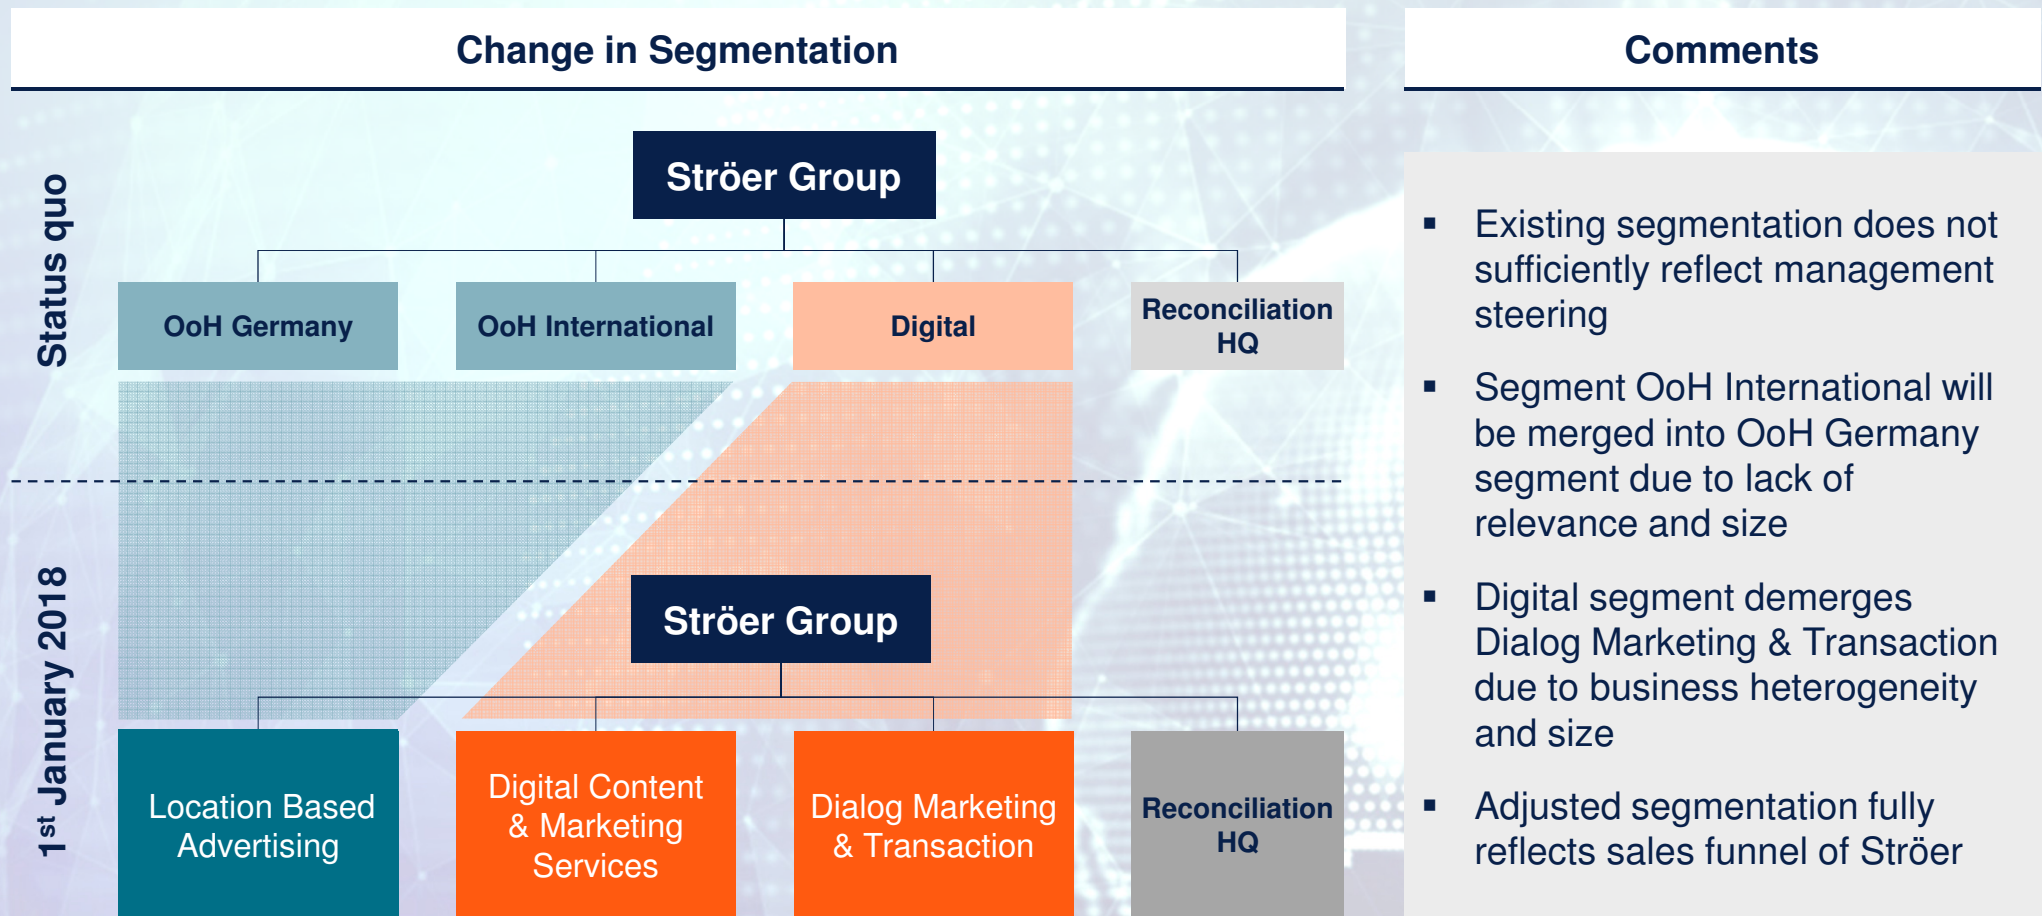 Change in Segmentation
Comments
Status quo
Ströer Group
OoH Germany
OoH International
Digital
Reconciliation
HQ
1st January 2018
Ströer Group
Location Based
Advertising
Digital Content
& Marketing
Services
Dialog Marketing
& Transaction
Reconciliation
HQ
▪ Existing segmentation does not
sufficiently reflect management
steering
▪ Segment OoH International will
be merged into OoH Germany
segment due to lack of
relevance and size
▪ Digital segment demerges
Dialog Marketing & Transaction
due to business heterogeneity
and size
▪ Adjusted segmentation fully
reflects sales funnel of Ströer